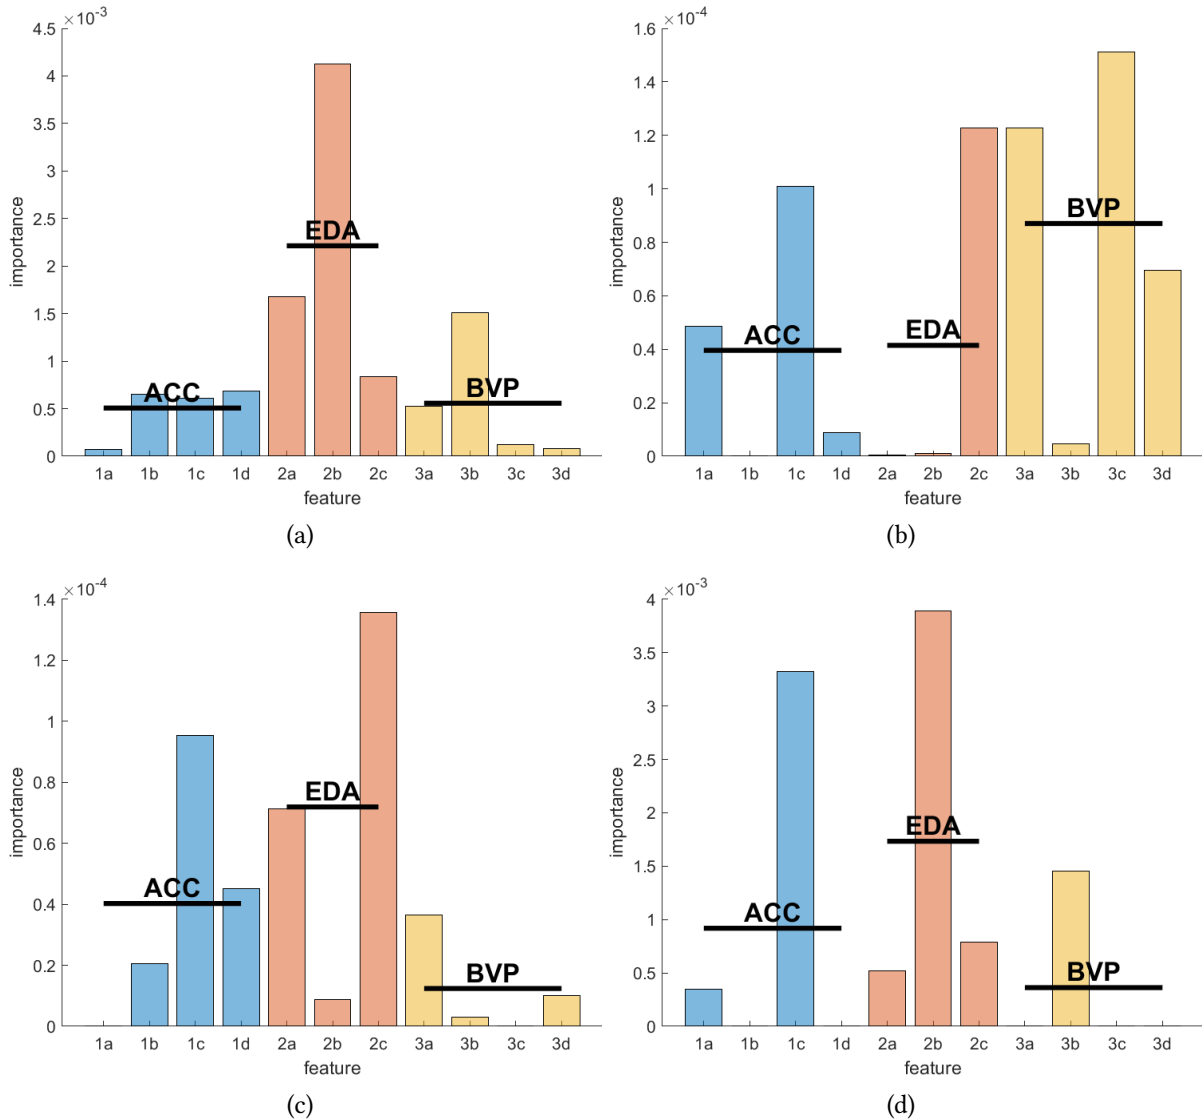 ×10-3
4.5
4
3.5
3
2.5
2
1.5
1
0.5
0
importance
EDA
ACC
BVP
1a 1b 1c 1d 2a 2b 2c 3a 3b 3c 3d
feature
(a)
×10-4
1.6
1.4
1.2
1
0.8
0.6
0.4
0.2
0
importance
BVP
ACC
EDA
1a 1b 1c 1d 2a 2b 2c 3a 3b 3c 3d
feature
(b)
×10-4
1.4
1.2
1
0.8
0.6
0.4
0.2
0
importance
EDA
ACC
BVP
1a 1b 1c 1d 2a 2b 2c 3a 3b 3c 3d
feature
(c)
×10-3
4
3.5
3
2.5
2
1.5
1
0.5
0
importance
EDA
ACC
BVP
1a 1b 1c 1d 2a 2b 2c 3a 3b 3c 3d
feature
(d)